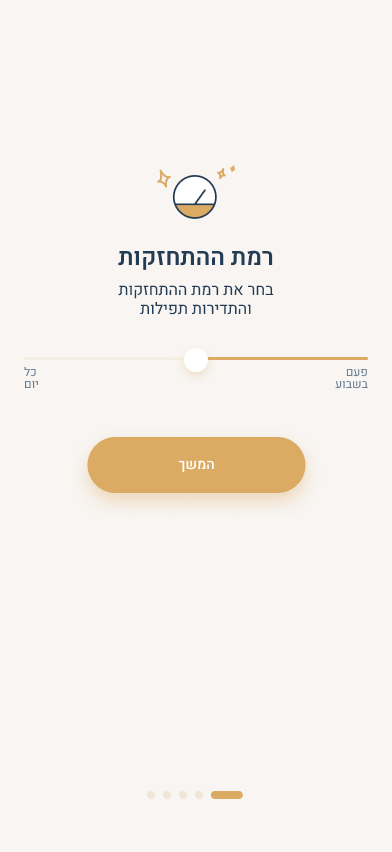 רמת ההתחזקות
בחר את רמת ההתחזקות
והתדירות תפילות
פעם
בשבוע
כל
יום
המשך